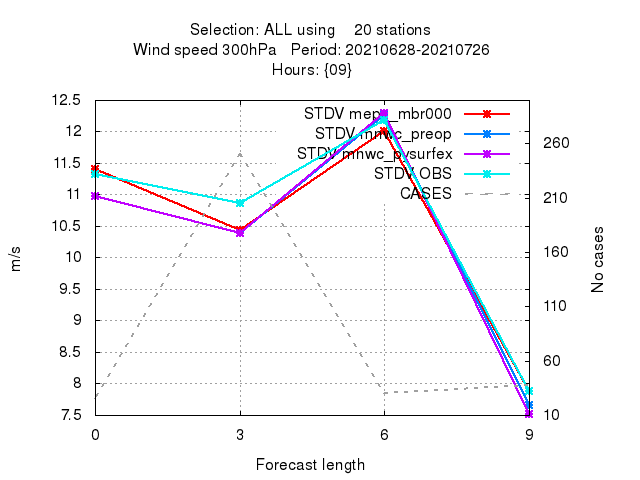 Selection: ALL using    20 stations
Wind speed 300hPa   Period: 20210628-20210726
Hours: {09}
12.5
12
11.5
11
10.5
10
9.5
9
8.5
8
7.5
m/s
STDV
STDV mnwc_preop
STDV mnwc_pysurfex
STDV OBS
CASES
260
210
160
110
60
10
No cases
0 3 6 9
Forecast length